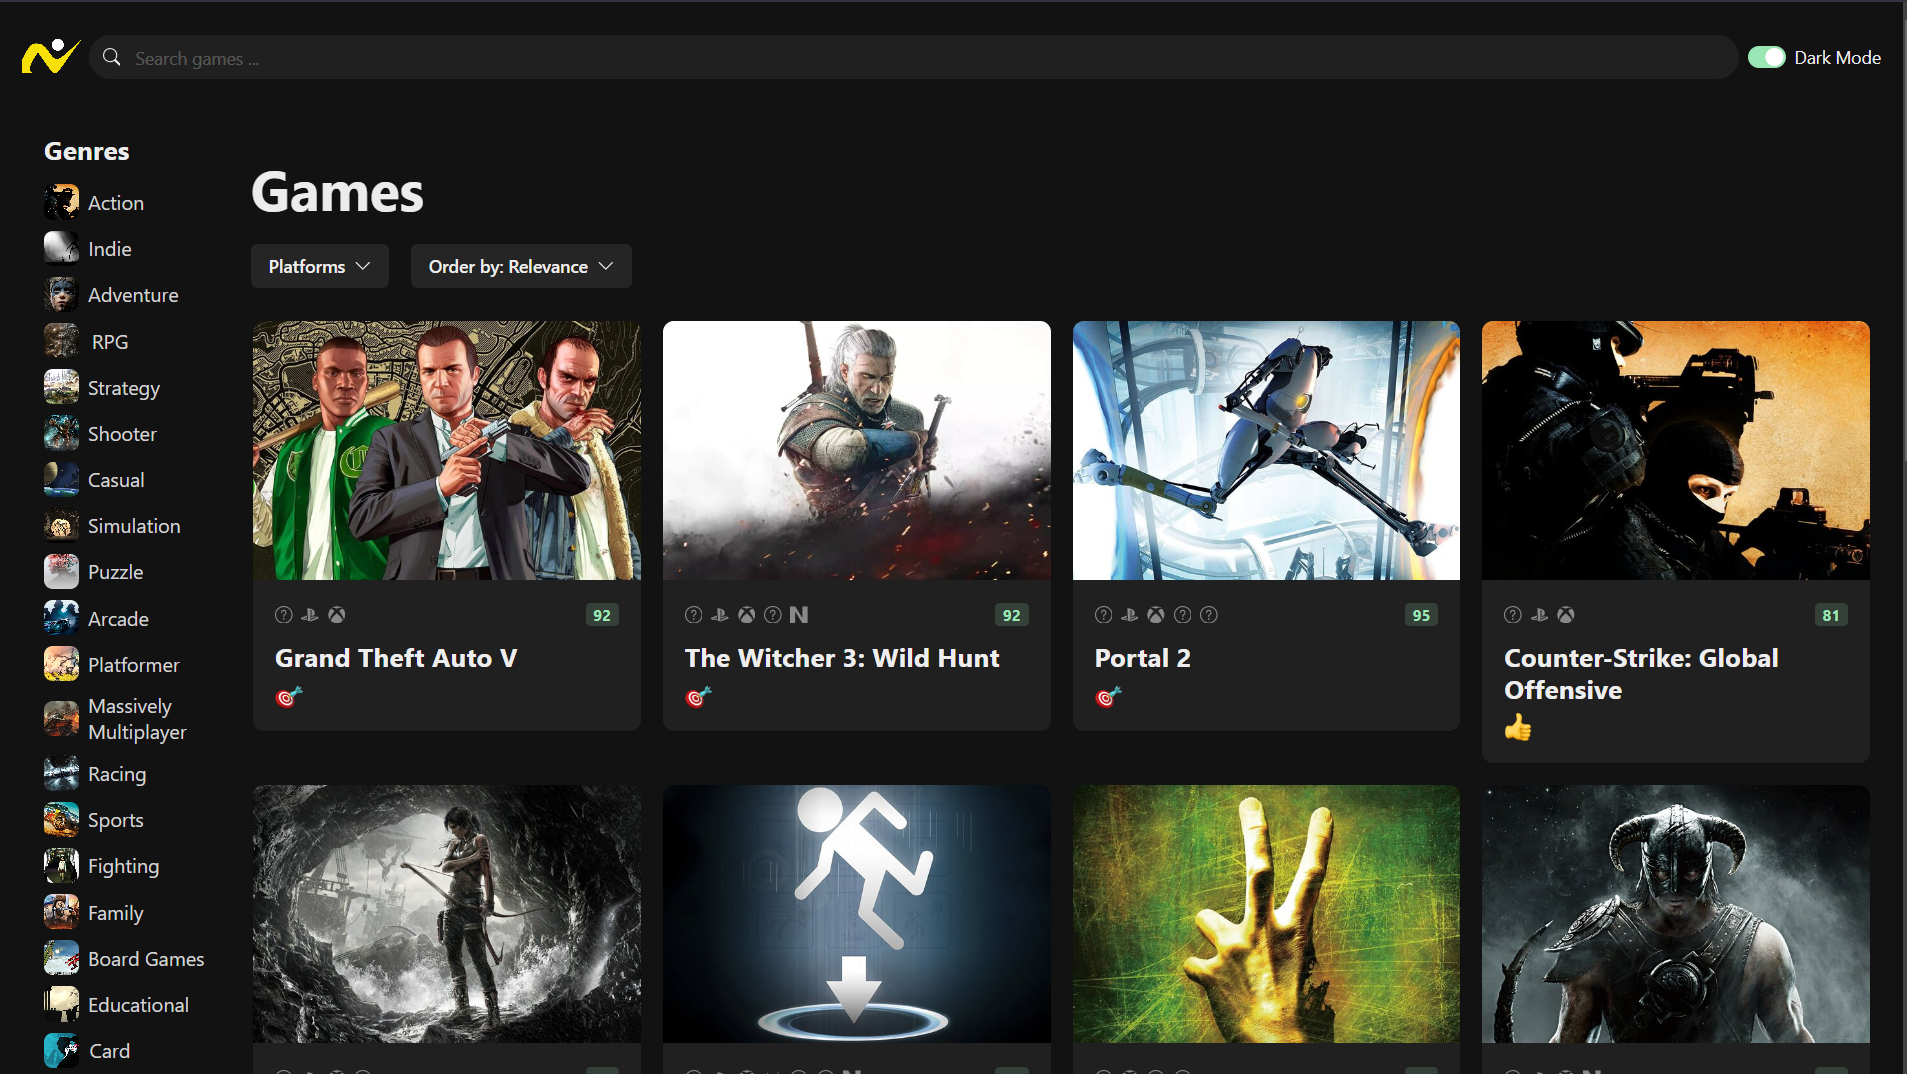 Search games ...
Dark Mode
Genres
Action
Indie
Adventure
RPG
Strategy
Shooter
Casual
Simulation
Puzzle
Arcade
Platformer
Massively
Multiplayer
Racing
Sports
Fighting
Family
Board Games
Educational
Card
Games
Platforms
Order by: Relevance
92
Grand Theft Auto V
92
The Witcher 3: Wild Hunt
95
Portal 2
81
Counter-Strike: Global
Offensive